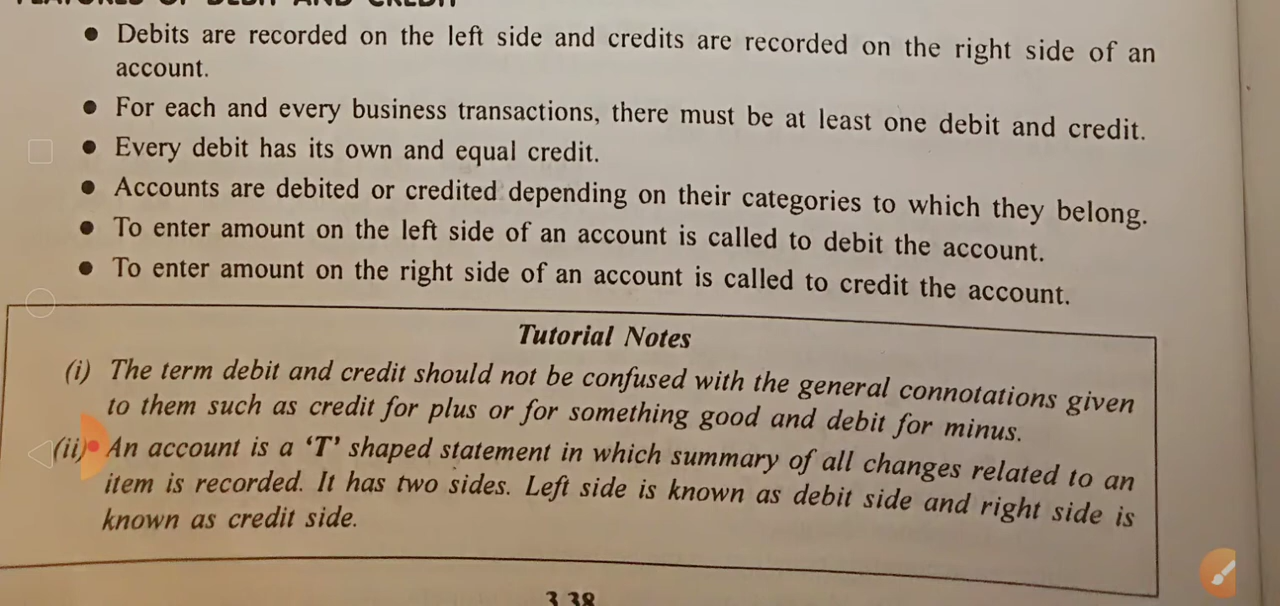 FEATURES OF DEBIT AND CREDIT
• Debits are recorded on the left side and credits are recorded on the right side of an
account.
• For each and every business transactions, there must be at least one debit and credit.
• Every debit has its own and equal credit.
• Accounts are debited or credited depending on their categories to which they belong.
• To enter amount on the left side of an account is called to debit the account.
• To enter amount on the right side of an account is called to credit the account.
Tutorial Notes
(i) The term debit and credit should not be confused with the general connotations given
to them such as credit for plus or for something good and debit for minus.
(ii) An account is a ‘T’ shaped statement in which summary of all changes related to an
item is recorded. It has two sides. Left side is known as debit side and right side is
known as credit side.
3.38